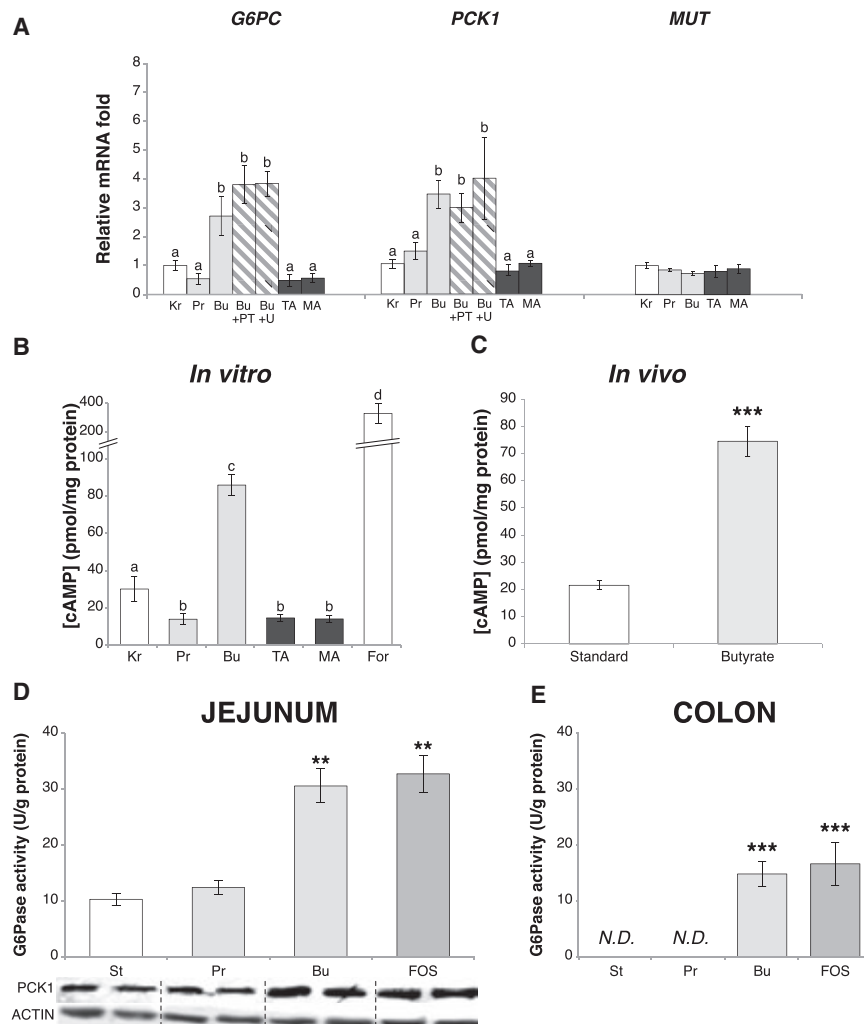 A
G6PC PCK1 MUT
Relative mRNA fold
8
7
6
5
4
3
2
1
0
a a b b b a a
a a b b b a a
Kr Pr Bu Bu Bu TA MA Kr Pr Bu Bu Bu TA MA Kr Pr Bu TA MA
+PT +U +PT +U
B
In vitro
[cAMP] (pmol/mg protein)
400
200
100
80
60
40
20
0
a b c b b d
Kr Pr Bu TA MA For
C
In vivo
[cAMP] (pmol/mg protein)
90
80
70
60
50
40
30
20
10
0
***
Standard Butyrate
D
JEJUNUM
G6Pase activity (U/g protein)
40
30
20
10
0
** **
St Pr Bu FOS
PCK1
ACTIN
E
COLON
G6Pase activity (U/g protein)
40
30
20
10
0
N.D. N.D. *** ***
St Pr Bu FOS